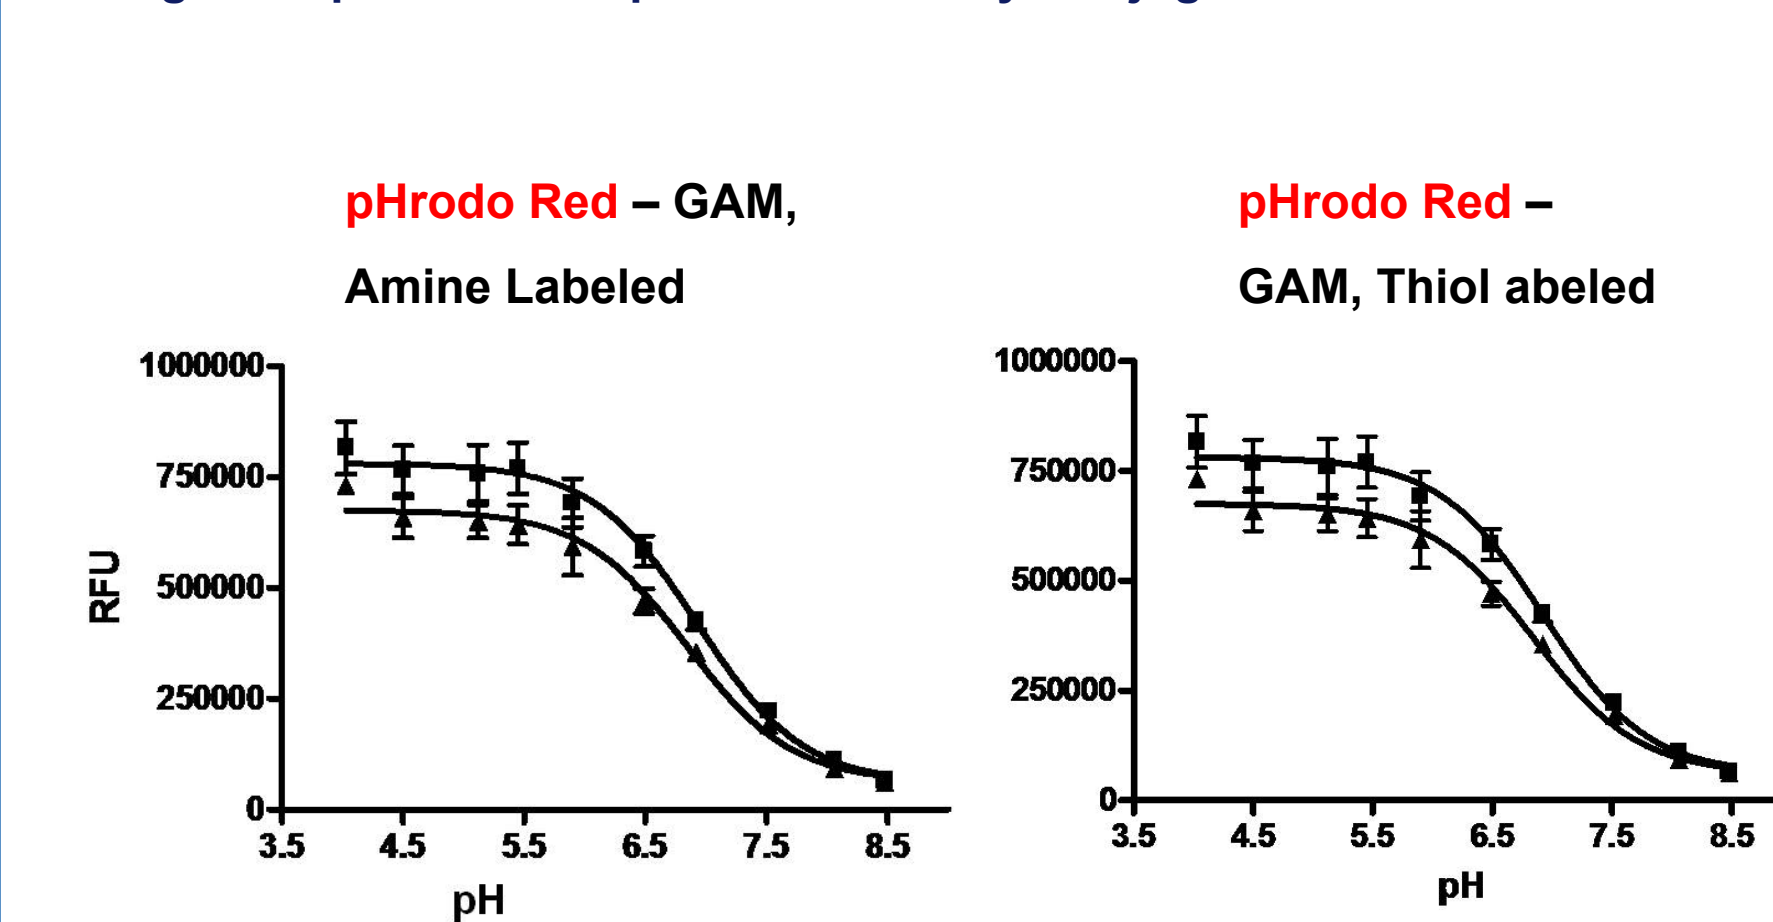 pHrodo Red – GAM,
Amine Labeled
1000000
750000
500000
250000
0
RFU
3.5 4.5 5.5 6.5 7.5 8.5
pH
pHrodo Red –
GAM, Thiol abeled
1000000
750000
500000
250000
0
3.5 4.5 5.5 6.5 7.5 8.5
pH